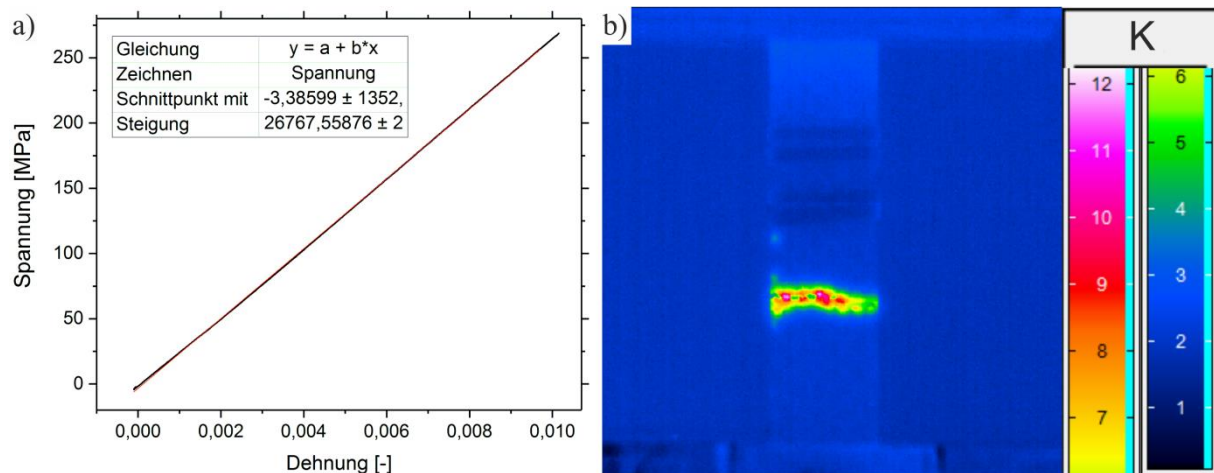 a)
250
200
150
100
50
0
Spannung [MPa]
Gleichung y = a + b*x
Zeichnen Spannung
Schnittpunkt mit -3,38599 ± 1352,
Steigung 26767,55876 ± 2
0,000 0,002 0,004 0,006 0,008 0,010
Dehnung [-]
b)
K
12
11
10
9
8
7
6
5
4
3
2
1